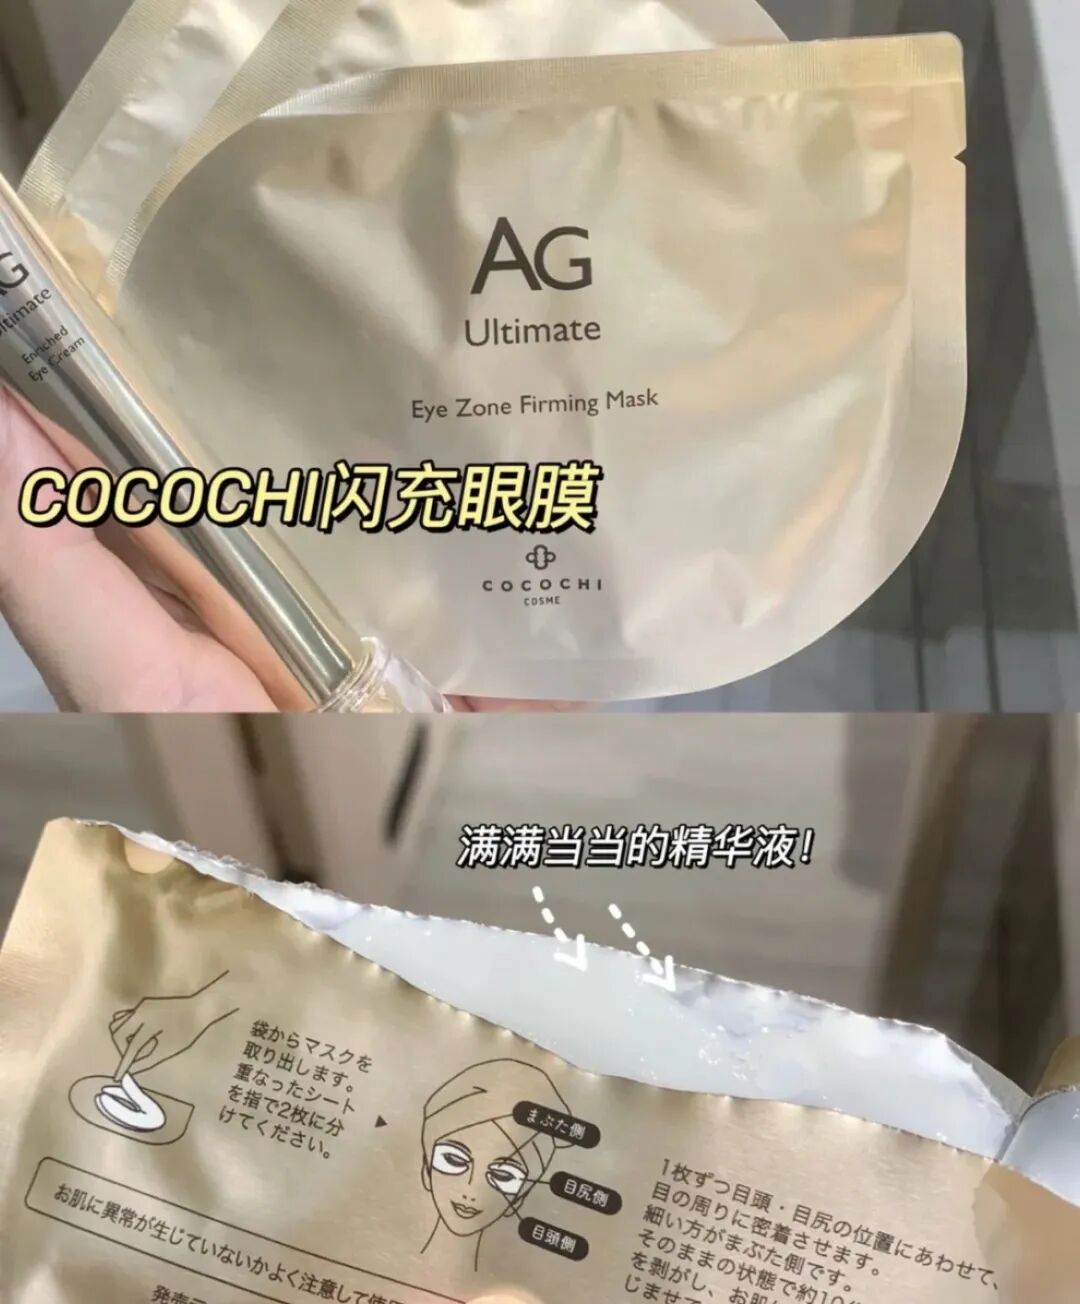 AG
Ultimate
Eye Zone Firming Mask
AG
Ultimate
Enriched
Eye Cream
COCOCHI闪充眼膜
COCOCHI
COSME
满满当当的精华液!
袋からマスクを
取り出します。
重なったシート
を指で2枚に分
けてください。
まぶた側
目尻側
目頭側
1枚ずつ目頭・目尻の位置にあわせて、
目の周りに密着させます。
細い方がまぶた側です。
そのままの状態で約10
を剥がし、お肌
じませて
お肌に異常が生じていないかよく注意して使
発売